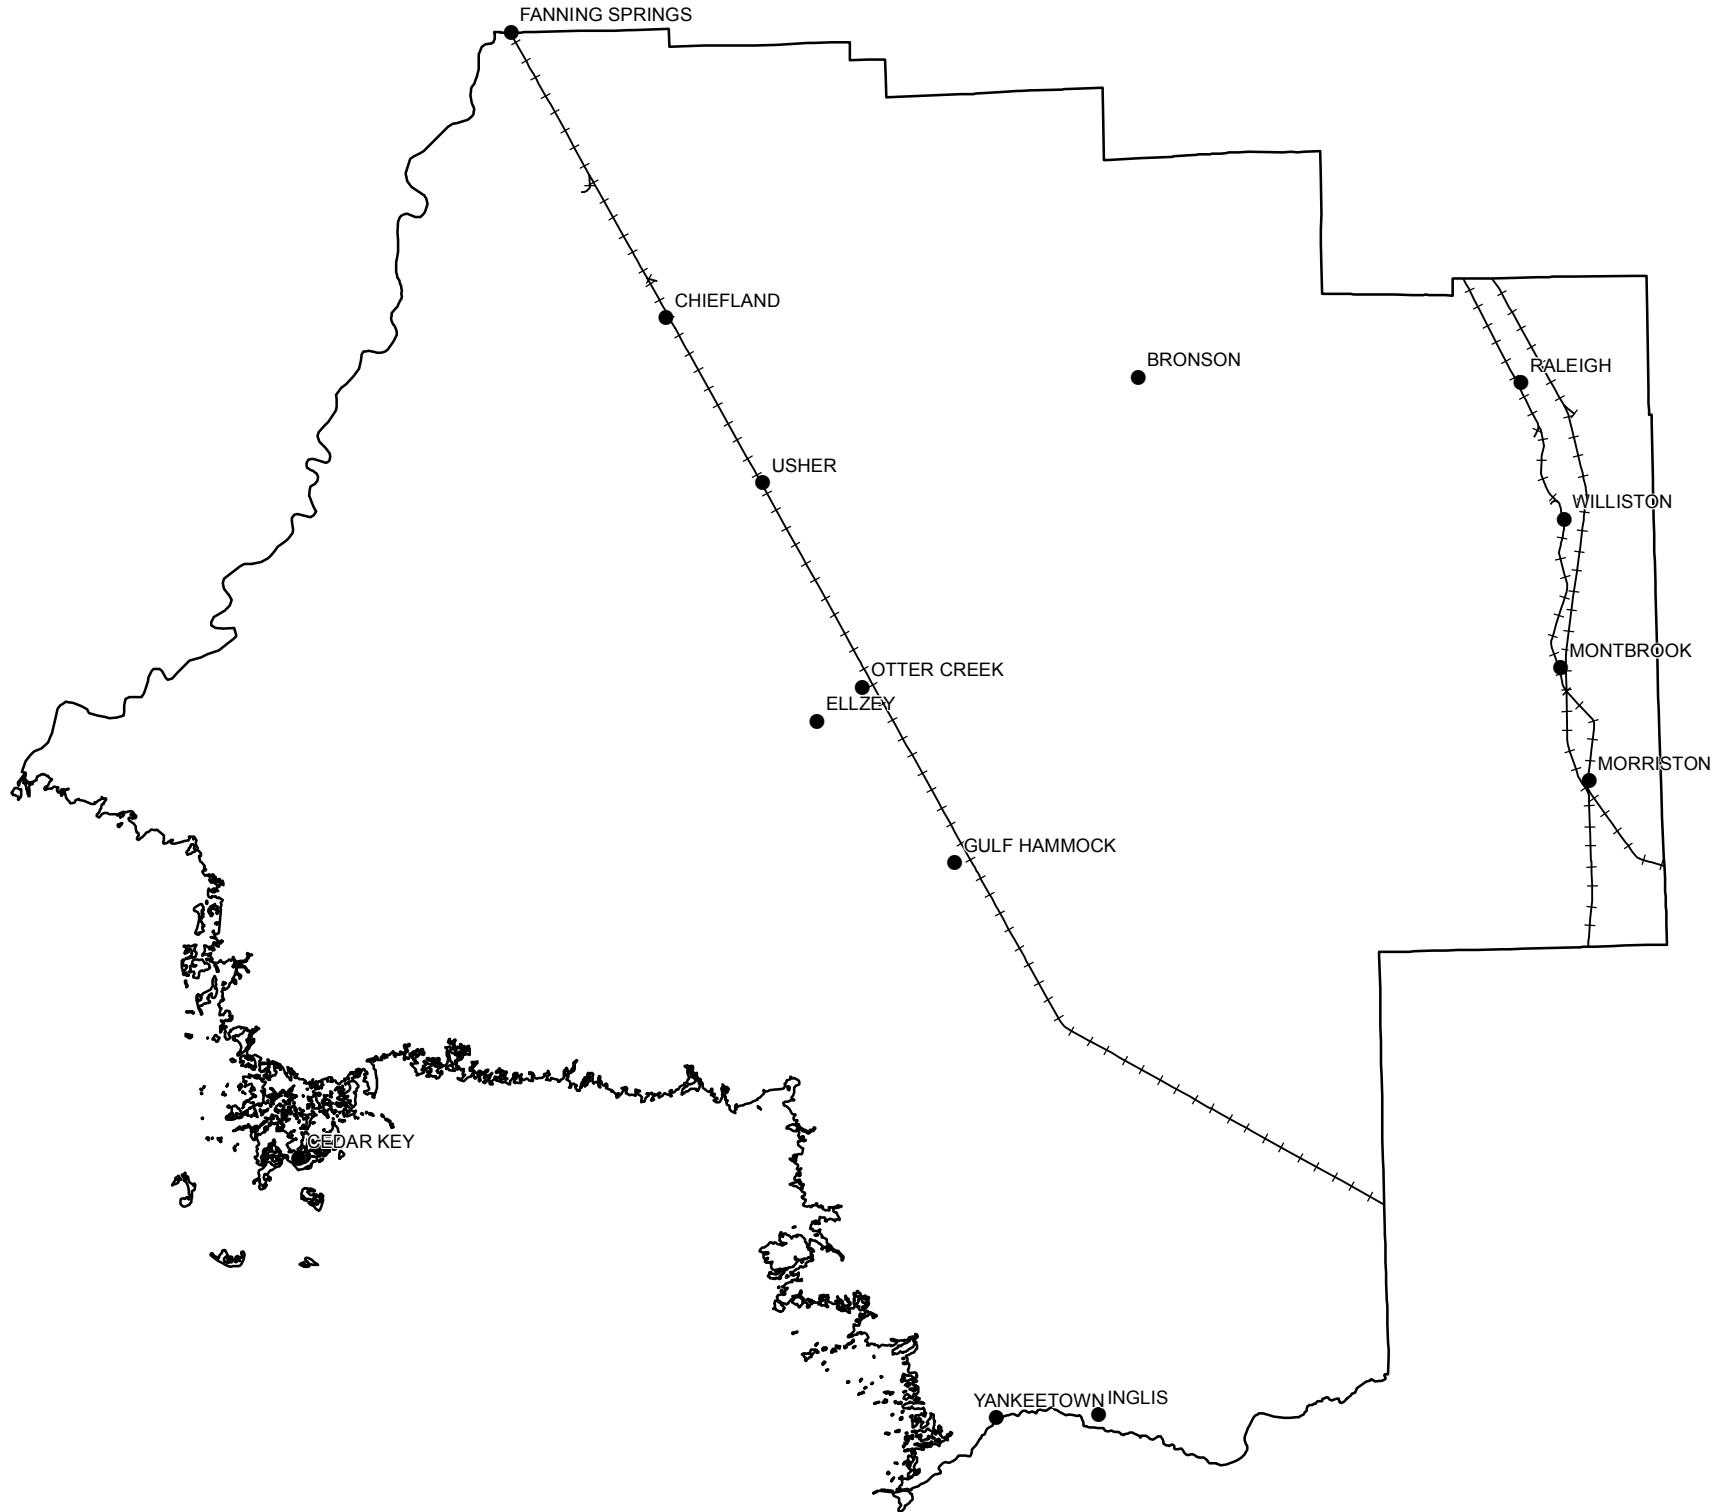 FANNING SPRINGS
CHIEFLAND
BRONSON
RALEIGH
USHER
WILLISTON
MONTBROOK
OTTER CREEK
ELLZEY
MORRISTON
GULF HAMMOCK
CEDAR KEY
YANKEETOWN
INGLIS